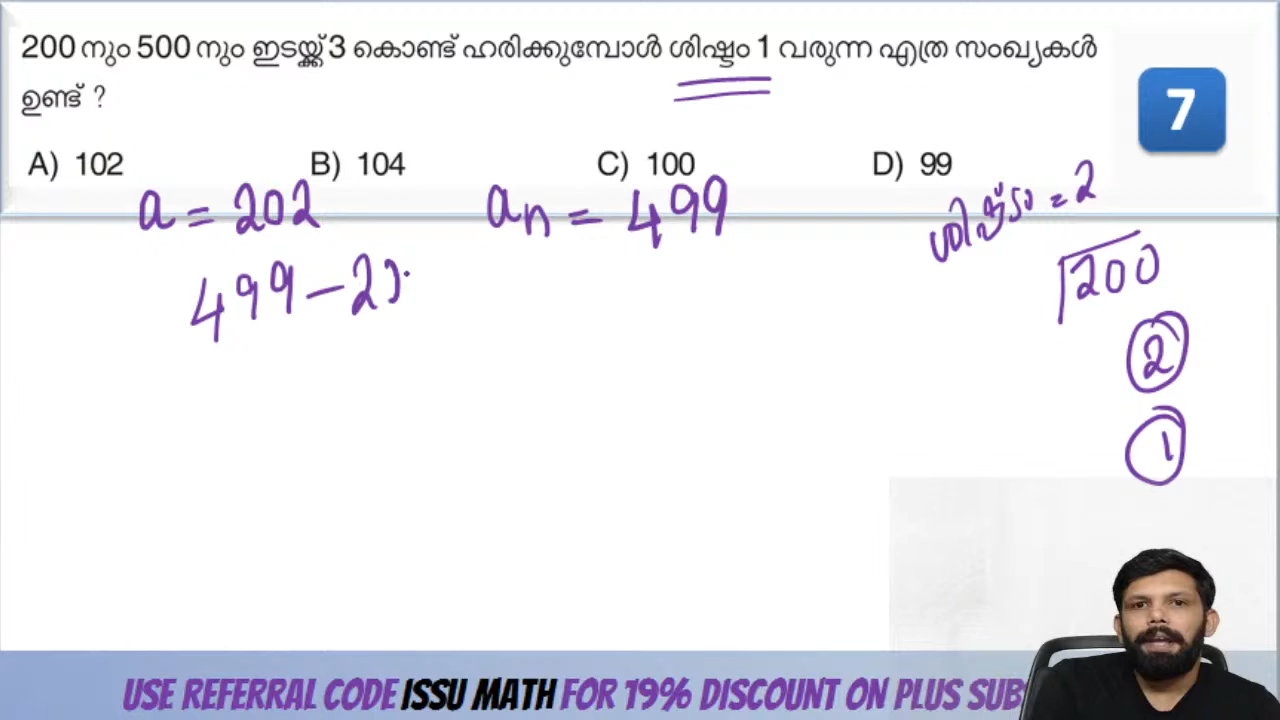 200 നും 500 നും ഇടയ്ക്ക് 3 കൊണ്ട് ഹരിക്കുമ്പോൾ ശിഷ്ടം 1 വരുന്ന എത്ര സംഖ്യകൾ
ഉണ്ട് ?
7
A) 102 B) 104 C) 100 D) 99
a = 202 an = 499 ശിഷ്ടം = 2
499 - 2
200
2
1
USE REFERRAL CODE ISSU MATH FOR 19% DISCOUNT ON PLUS SUB